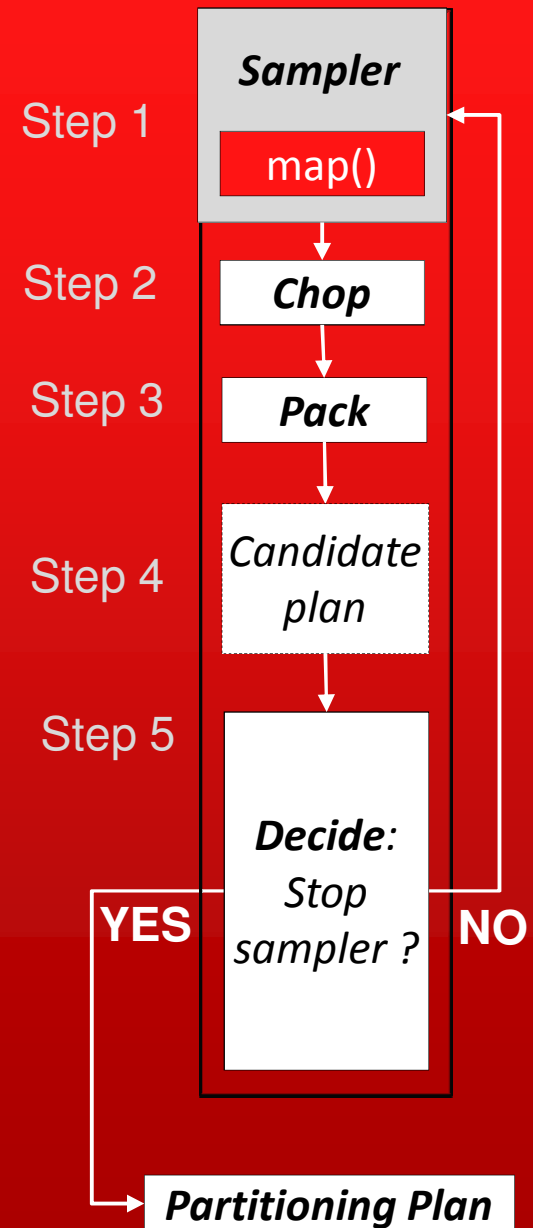 Step 1
Sampler
map()
Step 2
Chop
Step 3
Pack
Step 4
Candidate
plan
Step 5
Decide:
Stop
sampler ?
YES
NO
Partitioning Plan